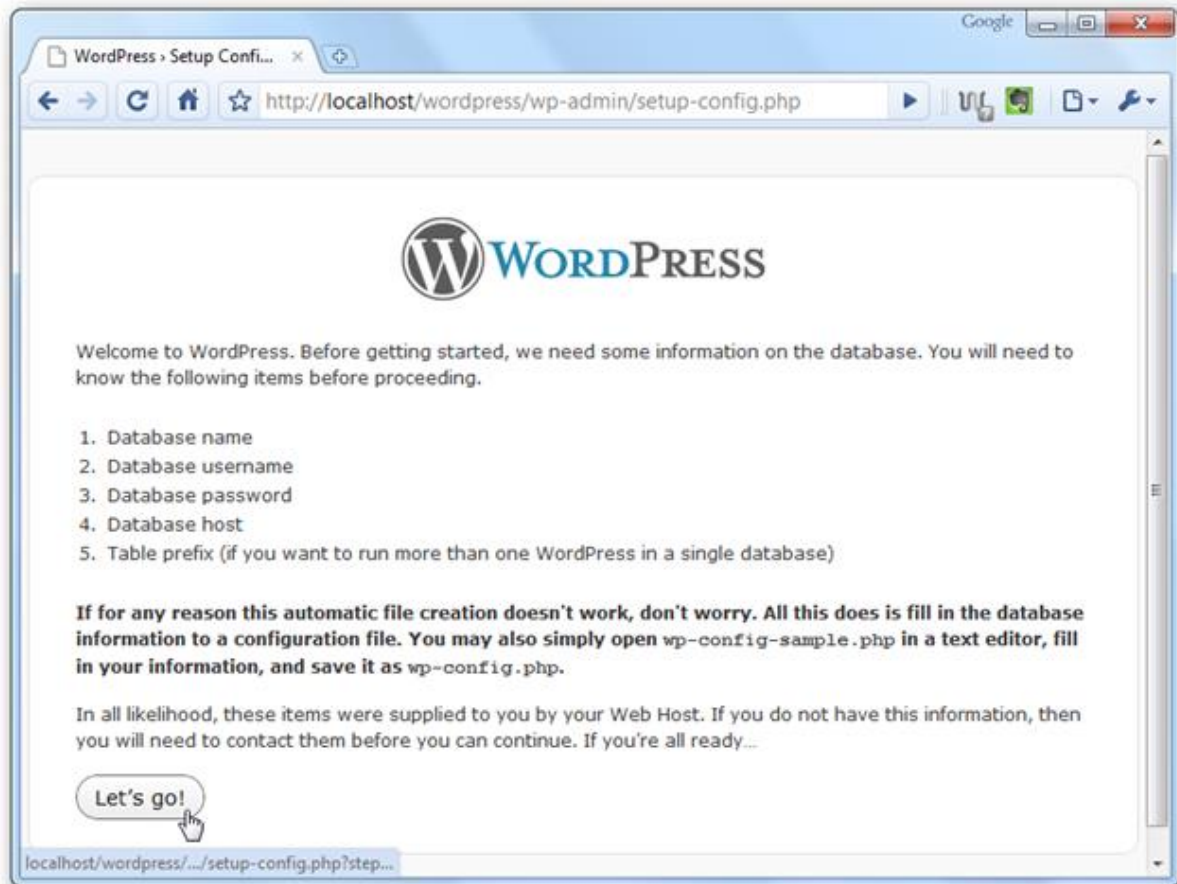 Google
WordPress › Setup Confi...
http://localhost/wordpress/wp-admin/setup-config.php
WORDPRESS
Welcome to WordPress. Before getting started, we need some information on the database. You will need to
know the following items before proceeding.
1. Database name
2. Database username
3. Database password
4. Database host
5. Table prefix (if you want to run more than one WordPress in a single database)
If for any reason this automatic file creation doesn't work, don't worry. All this does is fill in the database
information to a configuration file. You may also simply open wp-config-sample.php in a text editor, fill
in your information, and save it as wp-config.php.
In all likelihood, these items were supplied to you by your Web Host. If you do not have this information, then
you will need to contact them before you can continue. If you're all ready…
Let's go!
localhost/wordpress/.../setup-config.php?step...